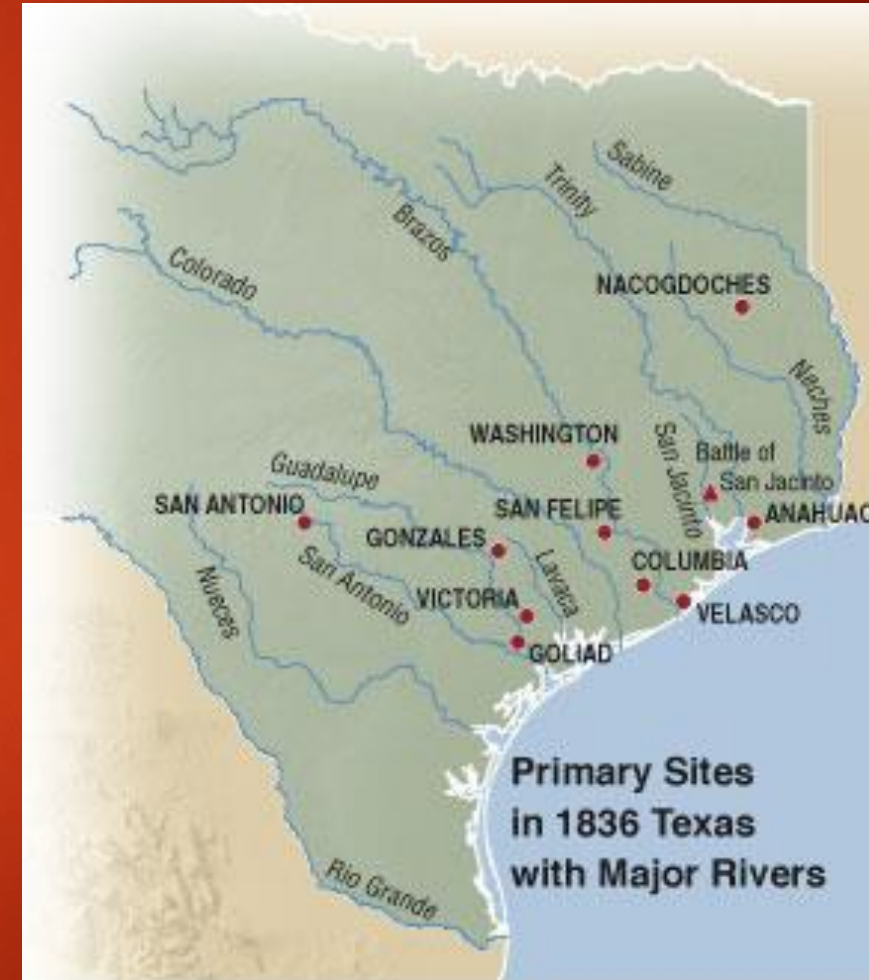 Sabine
Trinity
Brazos
Colorado
NACOGDOCHES
Neches
WASHINGTON
San Jacinto
Battle of
San Jacinto
Guadalupe
SAN ANTONIO
SAN FELIPE
ANAHUAC
GONZALES
San Antonio
Lavaca
COLUMBIA
Nueces
VICTORIA
VELASCO
GOLIAD
Primary Sites
in 1836 Texas
with Major Rivers
Rio Grande